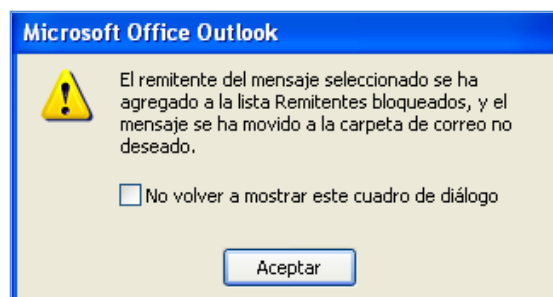 Microsoft Office Outlook
El remitente del mensaje seleccionado se ha
agregado a la lista Remitentes bloqueados, y el
mensaje se ha movido a la carpeta de correo no
deseado.
No volver a mostrar este cuadro de diálogo
Aceptar